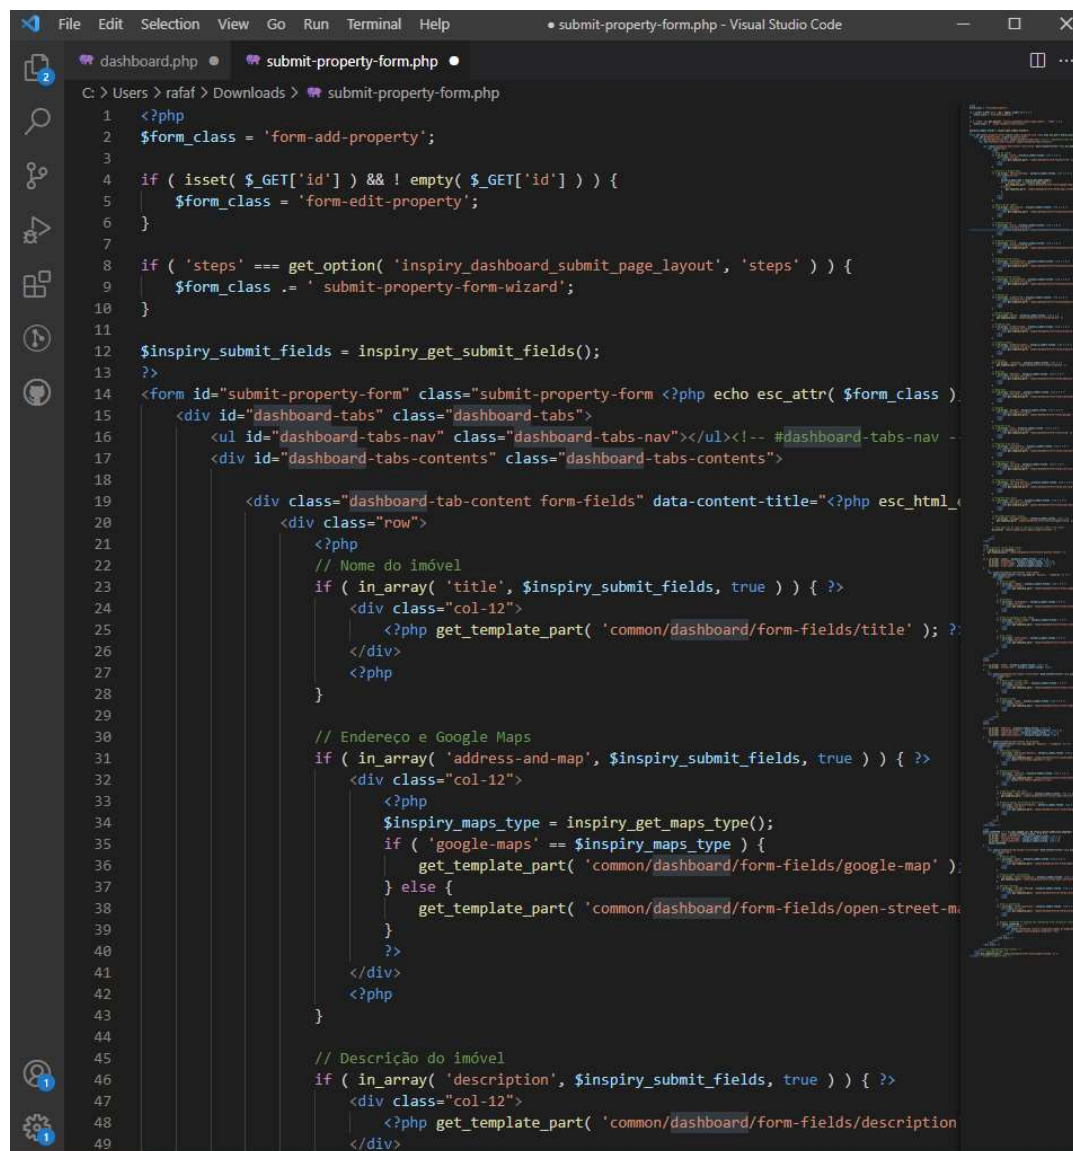 File Edit Selection View Go Run Terminal Help ● submit-property-form.php - Visual Studio Code
dashboard.php ● submit-property-form.php ●
C: > Users > rafaf > Downloads > submit-property-form.php
1 <?php
2 $form_class = 'form-add-property';
3
4 if ( isset( $_GET['id'] ) && ! empty( $_GET['id'] ) ) {
5     $form_class = 'form-edit-property';
6 }
7
8 if ( 'steps' === get_option( 'inspiry_dashboard_submit_page_layout', 'steps' ) ) {
9     $form_class .= ' submit-property-form-wizard';
10 }
11
12 $inspiry_submit_fields = inspiry_get_submit_fields();
13 ?>
14 <form id="submit-property-form" class="submit-property-form <?php echo esc_attr( $form_class )
15     <div id="dashboard-tabs" class="dashboard-tabs">
16         <ul id="dashboard-tabs-nav" class="dashboard-tabs-nav"></ul><!-- #dashboard-tabs-nav -
17         <div id="dashboard-tabs-contents" class="dashboard-tabs-contents">
18
19             <div class="dashboard-tab-content form-fields" data-content-title="<?php esc_html_e
20                 <div class="row">
21                     <?php
22                     // Nome do imóvel
23                     if ( in_array( 'title', $inspiry_submit_fields, true ) ) { ?>
24                         <div class="col-12">
25                             <?php get_template_part( 'common/dashboard/form-fields/title' ); ?>
26                         </div>
27                         <?php
28                     }
29
30                     // Endereço e Google Maps
31                     if ( in_array( 'address-and-map', $inspiry_submit_fields, true ) ) { ?>
32                         <div class="col-12">
33                             <?php
34                             $inspiry_maps_type = inspiry_get_maps_type();
35                             if ( 'google-maps' == $inspiry_maps_type ) {
36                                 get_template_part( 'common/dashboard/form-fields/google-map' );
37                             } else {
38                                 get_template_part( 'common/dashboard/form-fields/open-street-ma
39                             }
40                             ?>
41                         </div>
42                         <?php
43                     }
44
45                     // Descrição do imóvel
46                     if ( in_array( 'description', $inspiry_submit_fields, true ) ) { ?>
47                         <div class="col-12">
48                             <?php get_template_part( 'common/dashboard/form-fields/description
49                         </div>
2
1
1